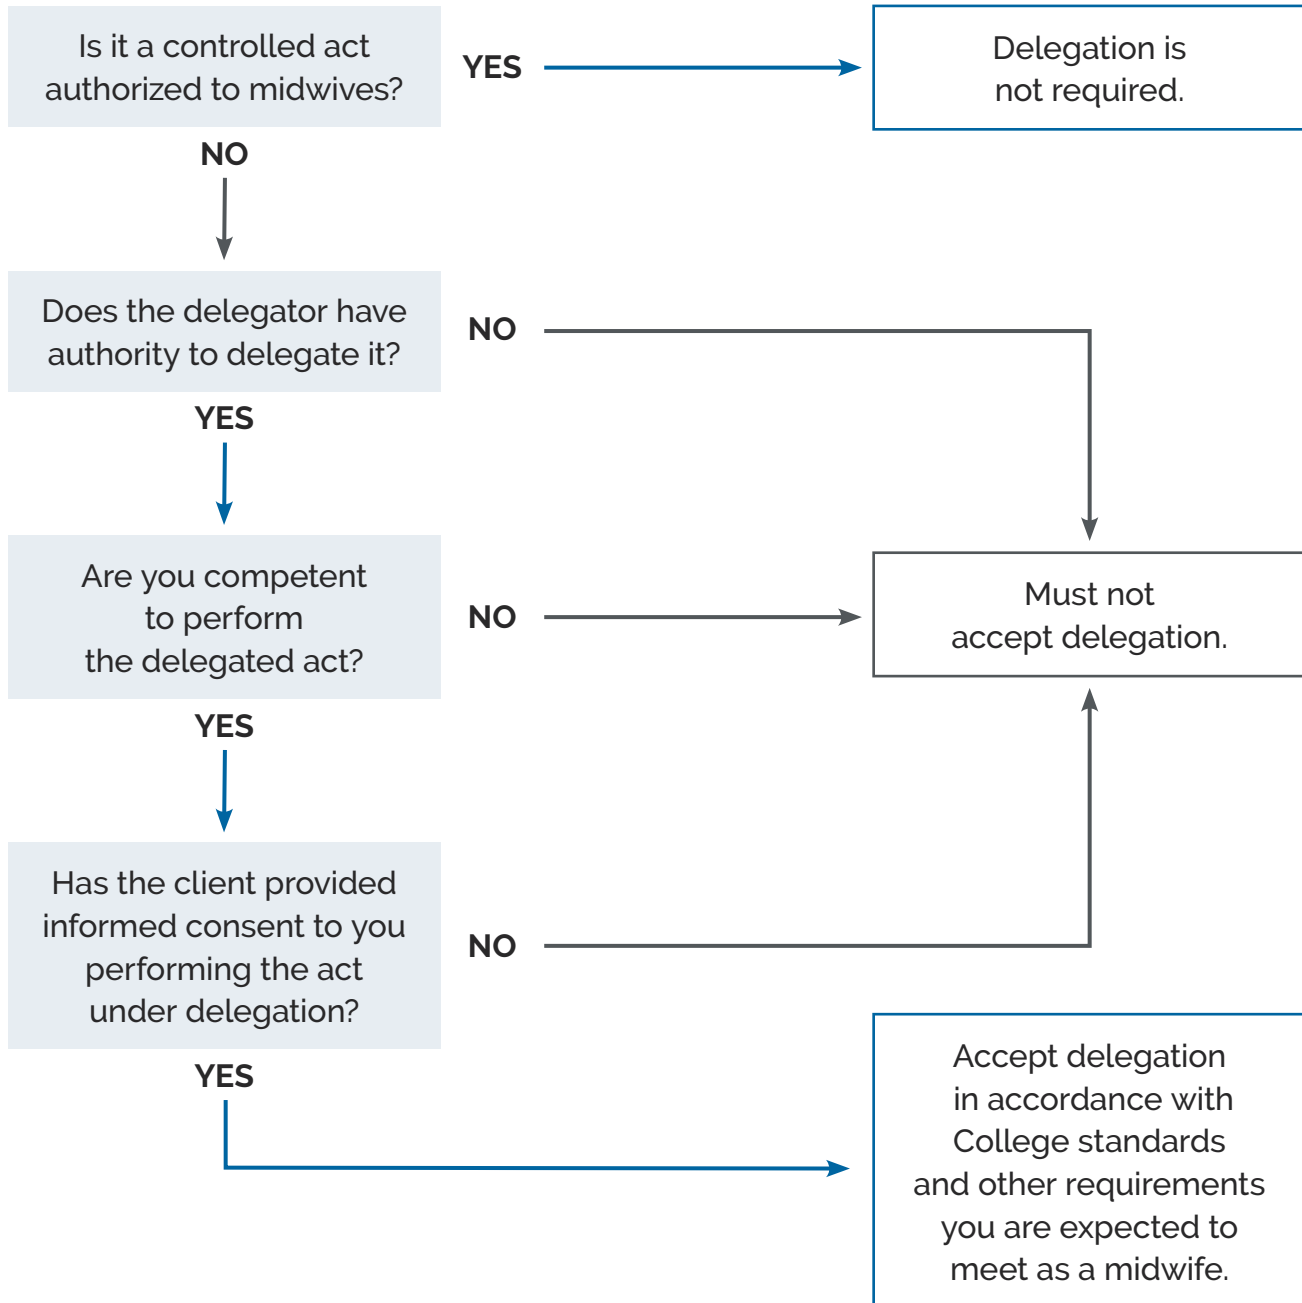 Is it a controlled act
authorized to midwives?
YES
Delegation is
not required.
NO
Does the delegator have
authority to delegate it?
NO
YES
Are you competent
to perform
the delegated act?
NO
Must not
accept delegation.
YES
Has the client provided
informed consent to you
performing the act
under delegation?
NO
YES
Accept delegation
in accordance with
College standards
and other requirements
you are expected to
meet as a midwife.